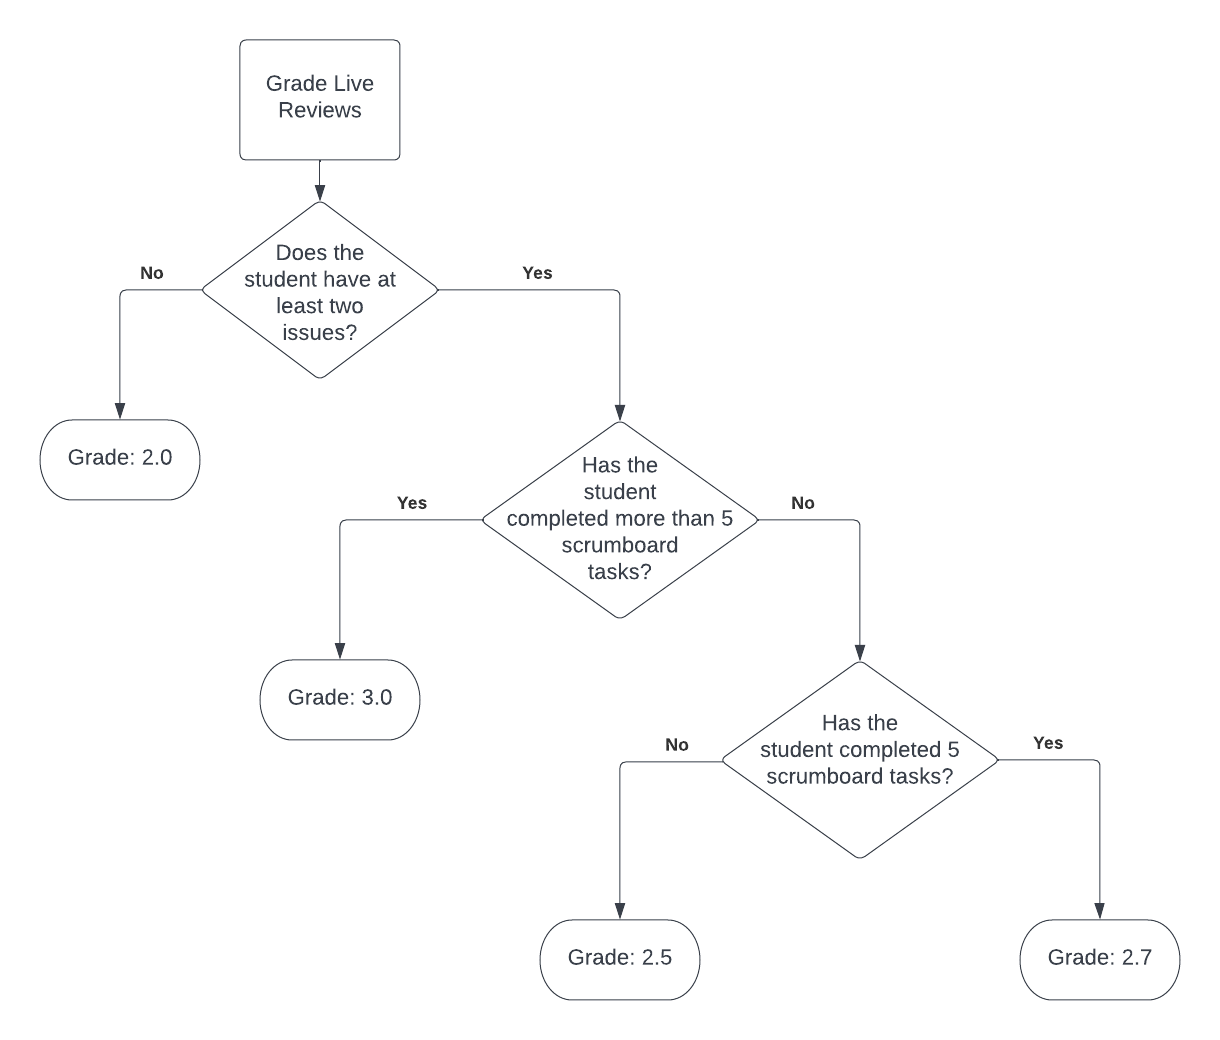 Grade Live
Reviews
Does the
student have at
least two
issues?
No
Yes
Grade: 2.0
Has the
student
completed more than 5
scrumboard
tasks?
Yes
No
Grade: 3.0
Has the
student completed 5
scrumboard tasks?
No
Yes
Grade: 2.5
Grade: 2.7